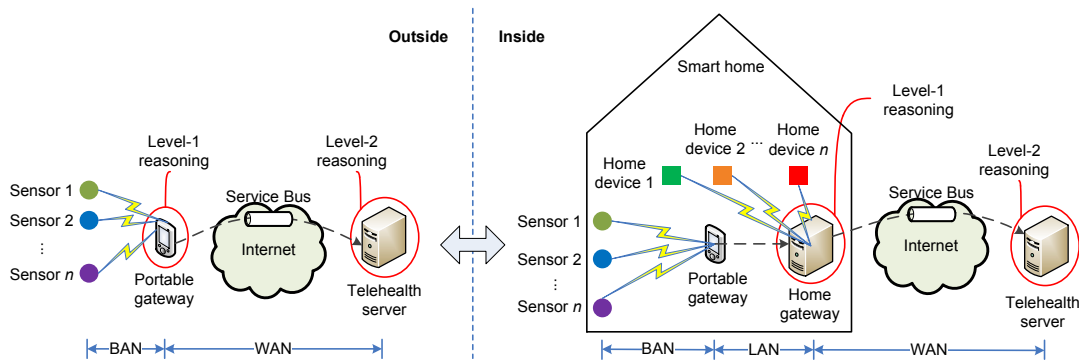 Outside
Inside
Level-1
reasoning
Level-2
reasoning
Sensor 1
Sensor 2
...
Sensor n
Service Bus
Internet
Portable
gateway
Telehealth
server
BAN
WAN
Smart home
Level-1
reasoning
Home
device 1
Home
device 2
...
Home
device n
Level-2
reasoning
Sensor 1
Sensor 2
...
Sensor n
Service Bus
Internet
Portable
gateway
Home
gateway
Telehealth
server
BAN
LAN
WAN